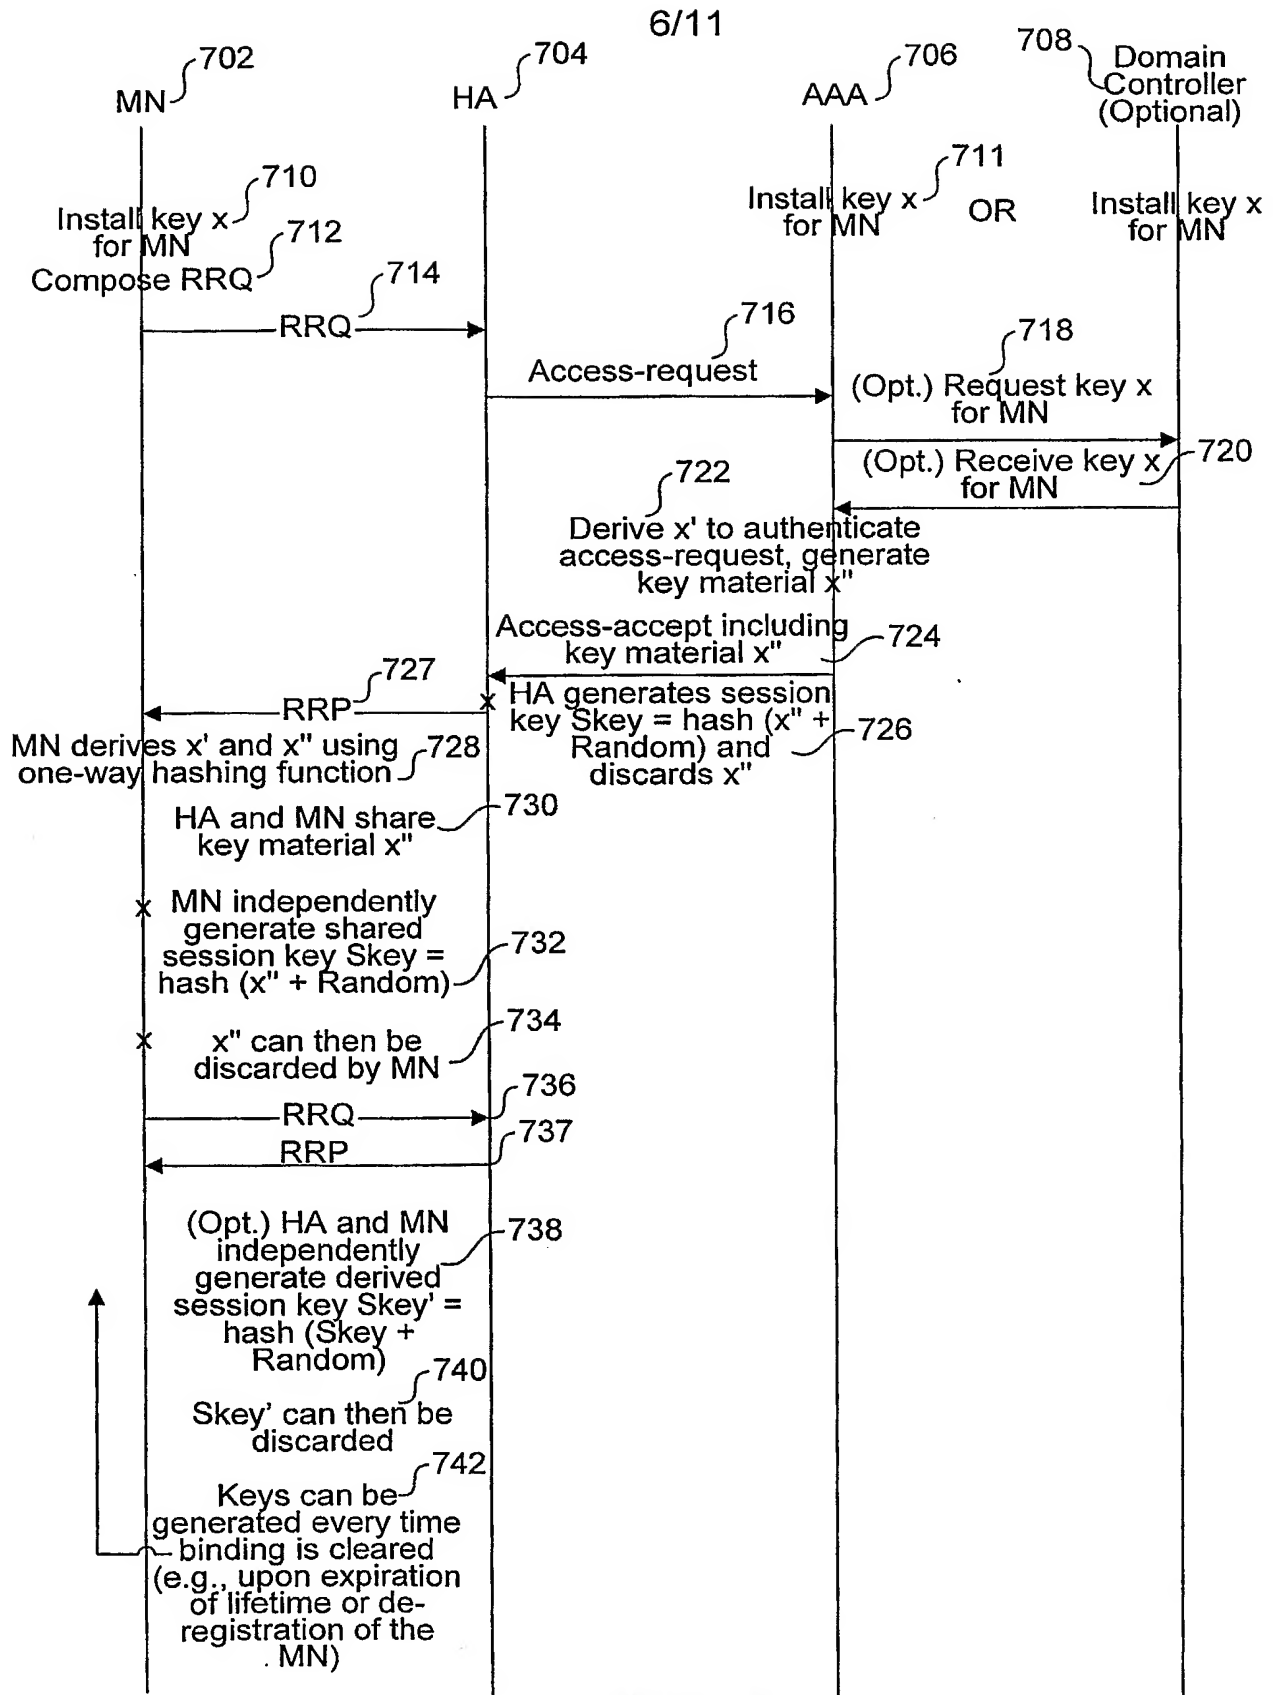 6/11
702
704
706
708
MN
HA
AAA
Domain
Controller
(Optional)
710
Install key x
for MN
711
Install key x
for MN
OR
Install key x
for MN
712
Compose RRQ
714
RRQ
716
Access-request
718
(Opt.) Request key x
for MN
720
(Opt.) Receive key x
for MN
722
Derive x' to authenticate
access-request, generate
key material x"
Access-accept including
key material x"
724
727
RRP
x
HA generates session
key Skey = hash (x" +
Random) and
discards x"
726
MN derives x' and x" using
one-way hashing function
728
730
HA and MN share
key material x"
x
MN independently
generate shared
session key Skey =
hash (x" + Random)
732
734
x
x" can then be
discarded by MN
736
RRQ
737
RRP
(Opt.) HA and MN
independently
generate derived
session key Skey' =
hash (Skey +
Random)
738
740
Skey' can then be
discarded
742
Keys can be
generated every time
binding is cleared
(e.g., upon expiration
of lifetime or de-
registration of the
MN)